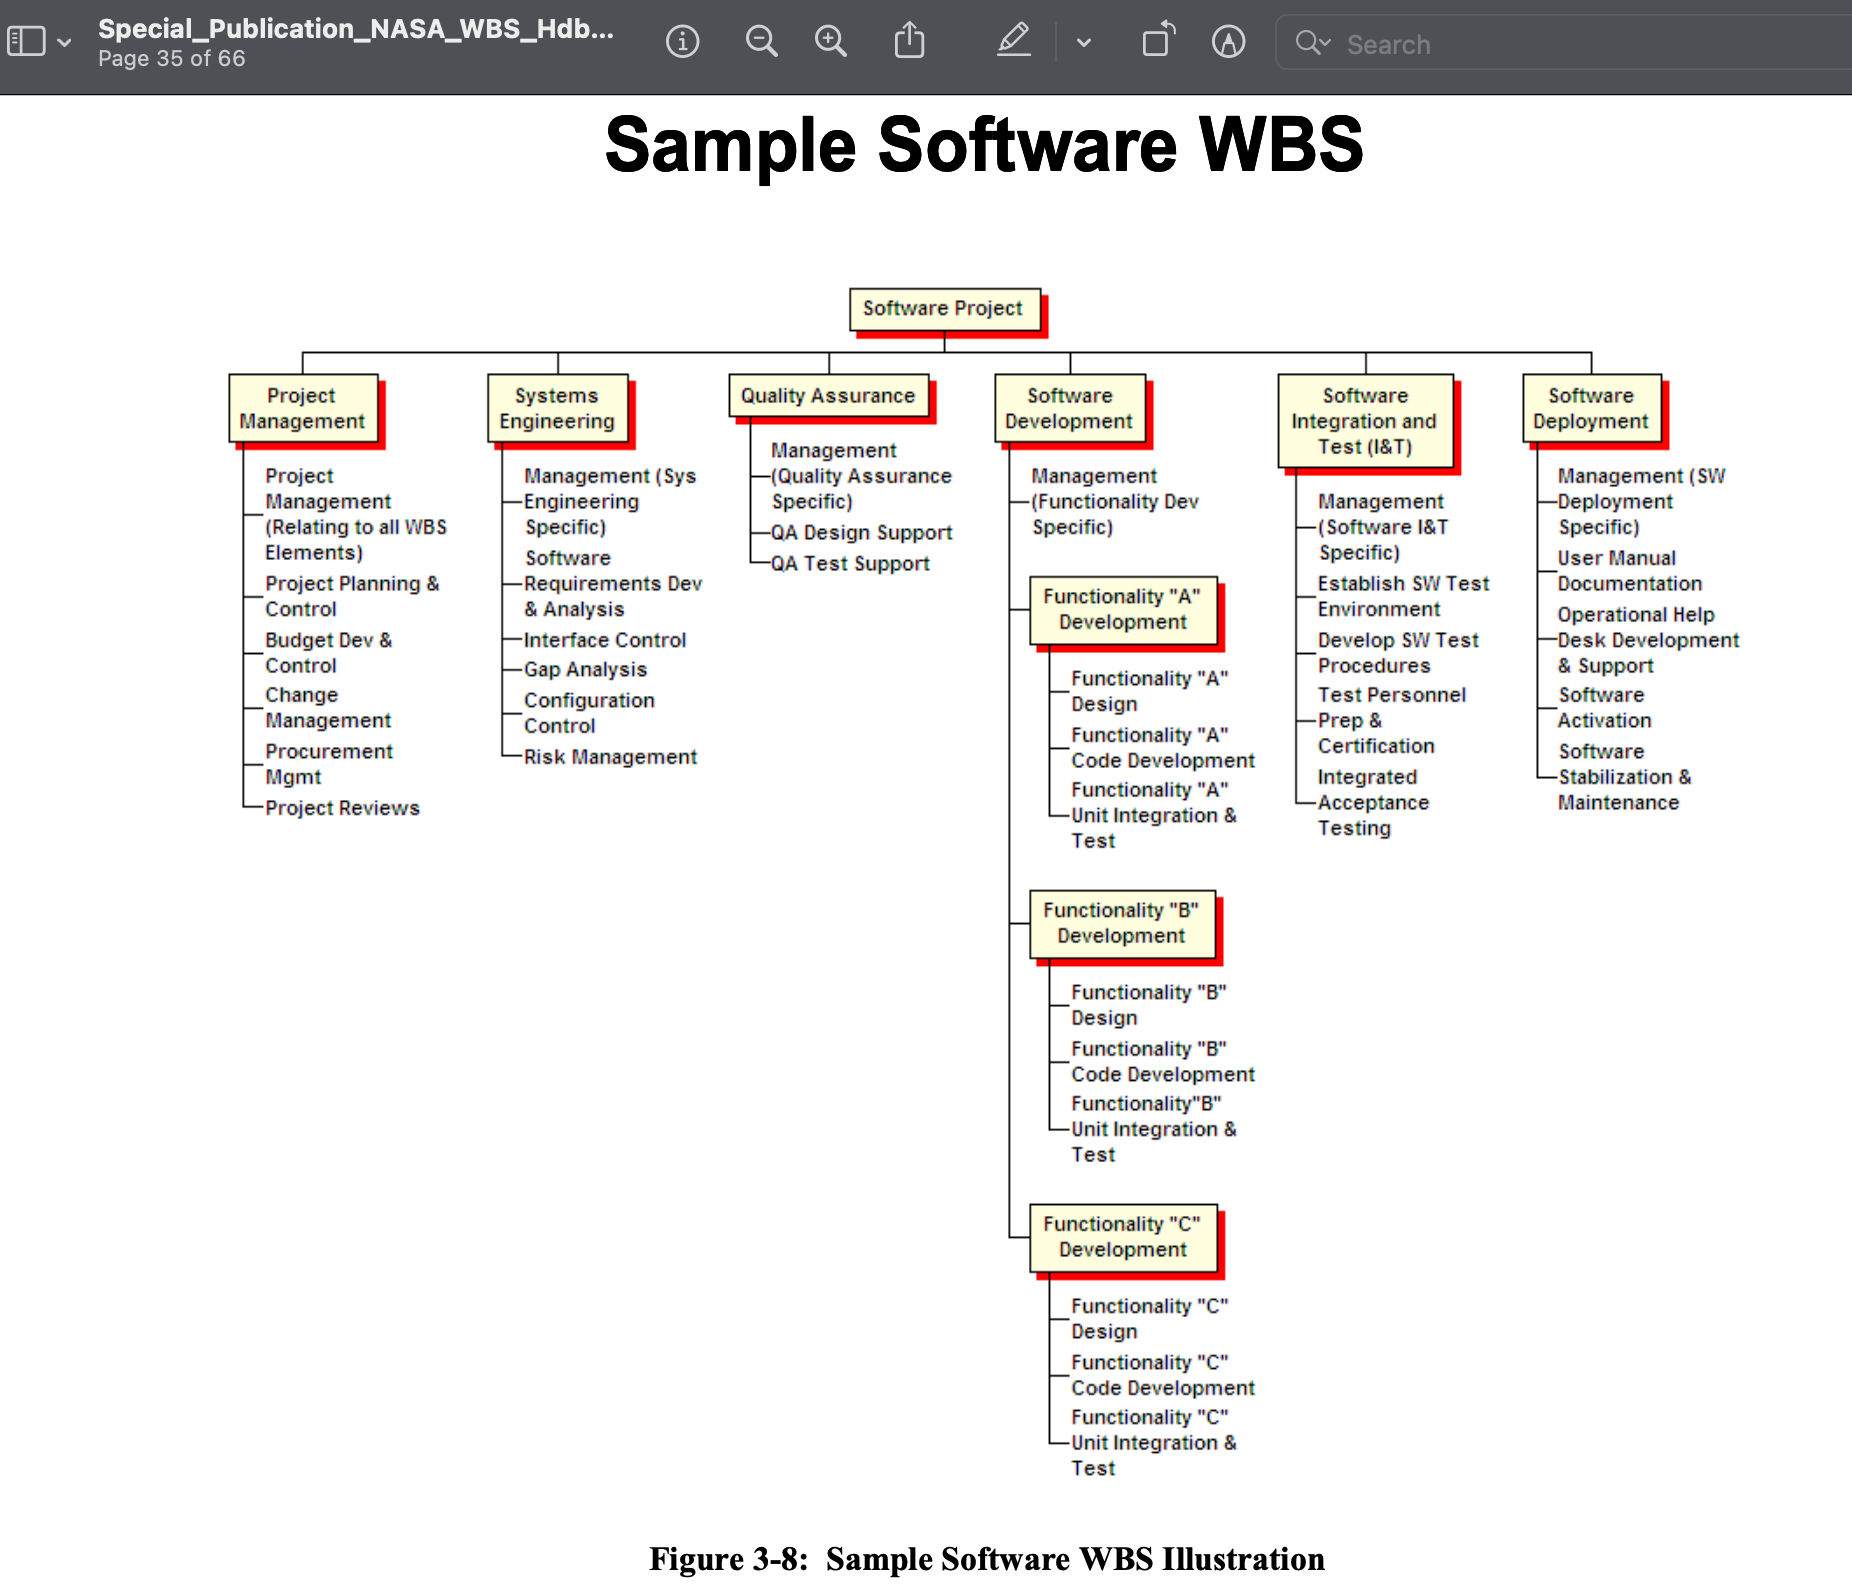 Special_Publication_NASA_WBS_Hdb...
Page 35 of 66
Search
Sample Software WBS
Software Project
Project
Management
Project
Management
(Relating to all WBS
Elements)
Project Planning &
Control
Budget Dev &
Control
Change
Management
Procurement
Mgmt
Project Reviews
Systems
Engineering
Management (Sys
Engineering
Specific)
Software
Requirements Dev
& Analysis
Interface Control
Gap Analysis
Configuration
Control
Risk Management
Quality Assurance
Management
(Quality Assurance
Specific)
QA Design Support
QA Test Support
Software
Development
Management
(Functionality Dev
Specific)
Functionality "A"
Development
Functionality "A"
Design
Functionality "A"
Code Development
Functionality "A"
Unit Integration &
Test
Functionality "B"
Development
Functionality "B"
Design
Functionality "B"
Code Development
Functionality"B"
Unit Integration &
Test
Functionality "C"
Development
Functionality "C"
Design
Functionality "C"
Code Development
Functionality "C"
Unit Integration &
Test
Software
Integration and
Test (I&T)
Management
(Software I&T
Specific)
Establish SW Test
Environment
Develop SW Test
Procedures
Test Personnel
Prep &
Certification
Integrated
Acceptance
Testing
Software
Deployment
Management (SW
Deployment
Specific)
User Manual
Documentation
Operational Help
Desk Development
& Support
Software
Activation
Software
Stabilization &
Maintenance
Figure 3-8:  Sample Software WBS Illustration